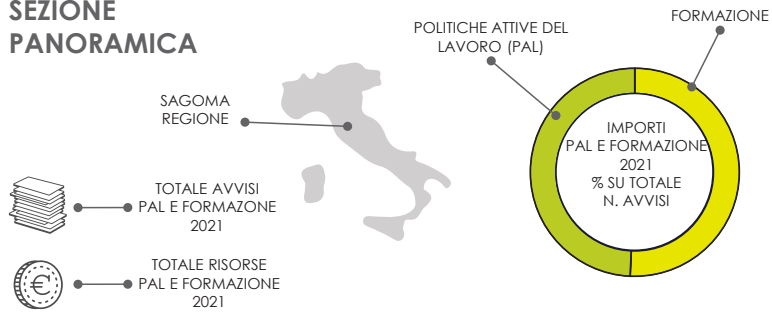 SEZIONE
PANORAMICA
POLITICHE ATTIVE DEL
LAVORO (PAL)
FORMAZIONE
SAGOMA
REGIONE
IMPORTI
PAL E FORMAZIONE
2021
% SU TOTALE
N. AVVISI
TOTALE AVVISI
PAL E FORMAZONE
2021
TOTALE RISORSE
PAL E FORMAZIONE
2021